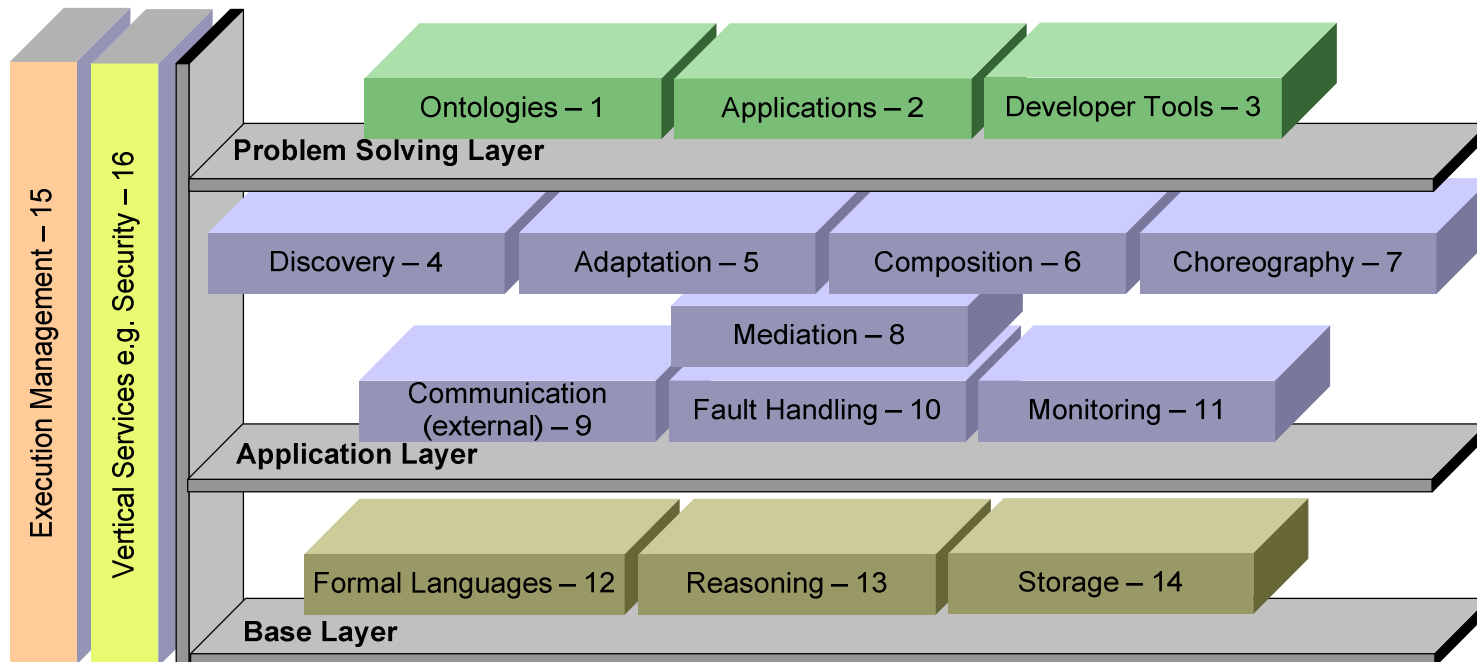 Ontologies – 1
Applications – 2
Developer Tools – 3
Problem Solving Layer
Discovery – 4
Adaptation – 5
Composition – 6
Choreography – 7
Mediation – 8
Communication
(external) – 9
Fault Handling – 10
Monitoring – 11
Application Layer
Formal Languages – 12
Reasoning – 13
Storage – 14
Base Layer
Execution Management – 15
Vertical Services e.g. Security – 16